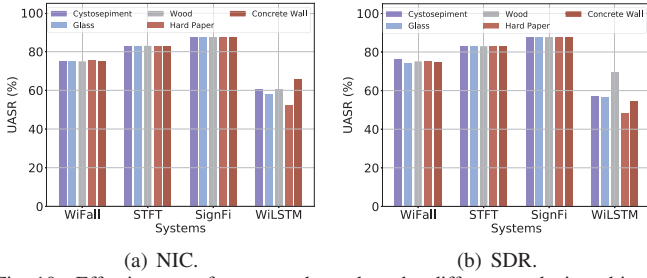 Cystosepiment Wood Concrete Wall
Glass Hard Paper
100
80
60
40
20
0
UASR (%)
WiFall STFT SignFi WiLSTM
Systems
(a) NIC.
Cystosepiment Wood Concrete Wall
Glass Hard Paper
100
80
60
40
20
0
UASR (%)
WiFall STFT SignFi WiLSTM
Systems
(b) SDR.